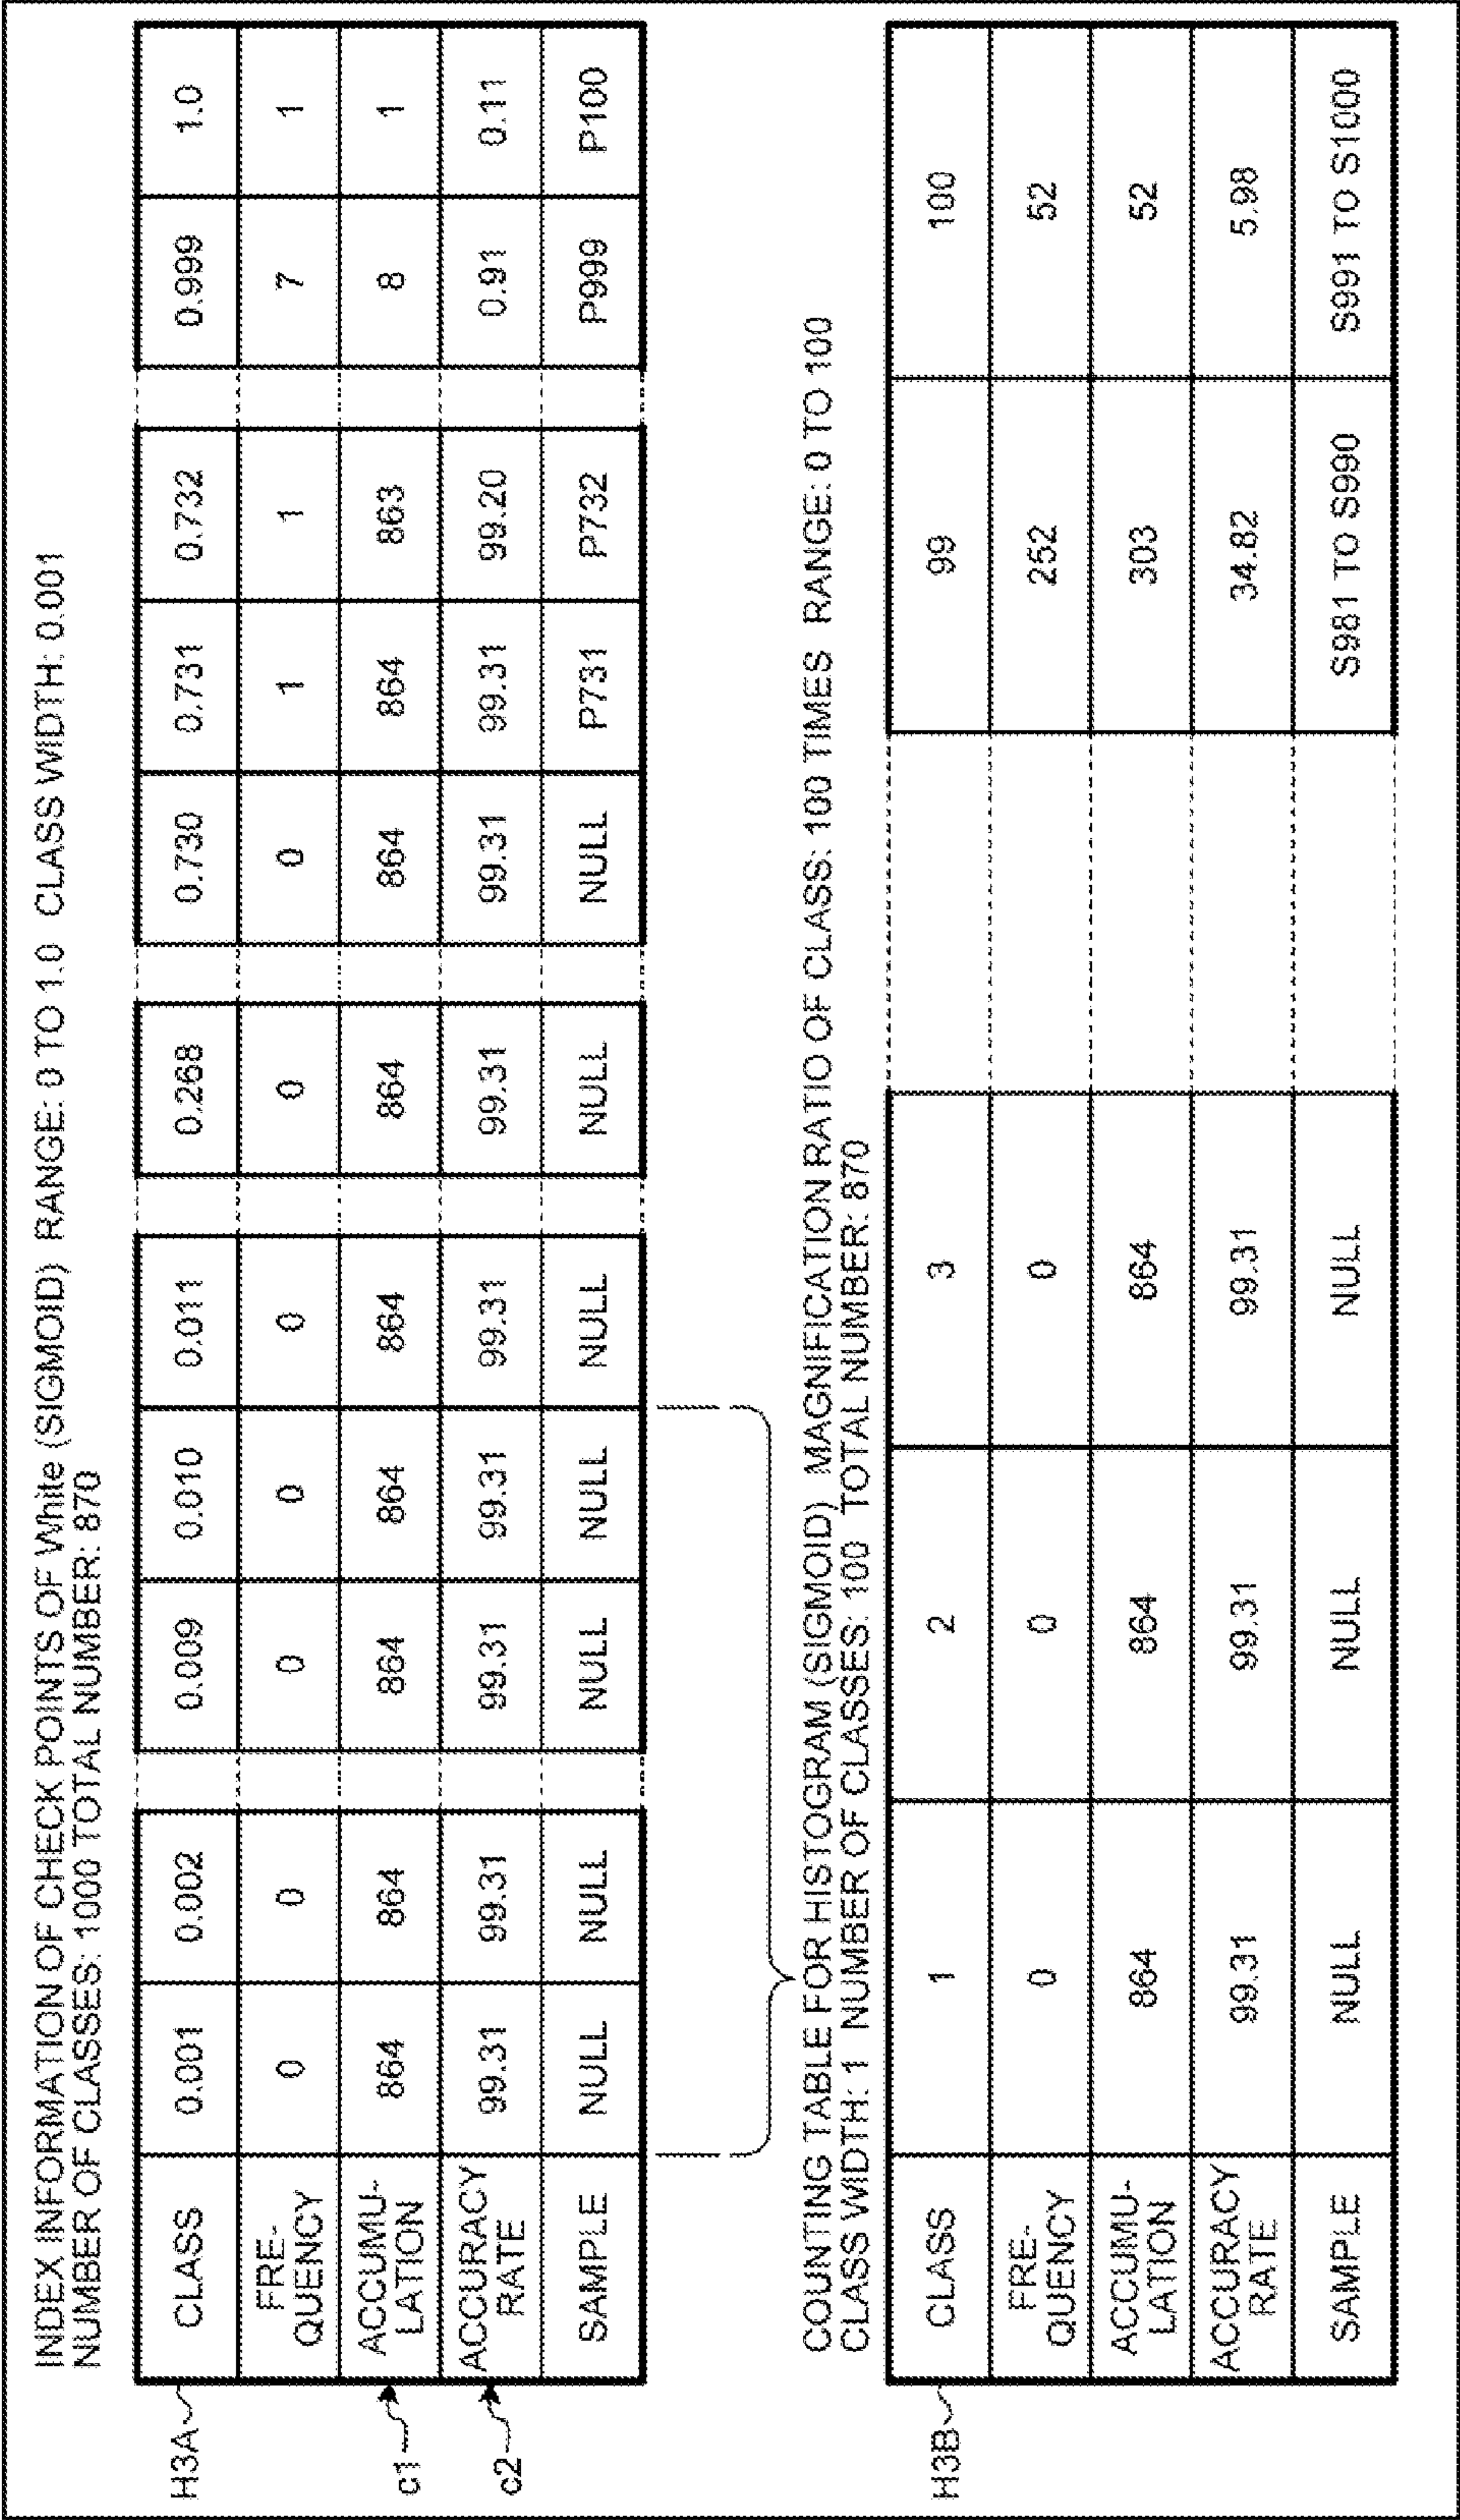 INDEX INFORMATION OF CHECK POINTS OF White (SIGMOID) RANGE: 0 TO 1.0 CLASS WIDTH: 0.001
NUMBER OF CLASSES: 1000 TOTAL NUMBER: 870
H3A
CLASS 0.001 0.002 0.009 0.010 0.011 0.268 0.730 0.731 0.732 0.999 1.0
FRE-
QUENCY 0 0 0 0 0 0 0 1 1 7 1
c1
ACCUMU-
LATION 864 864 864 864 864 864 864 864 863 8 1
c2
ACCURACY
RATE 99.31 99.31 99.31 99.31 99.31 99.31 99.31 99.31 99.20 0.91 0.11
SAMPLE NULL NULL NULL NULL NULL NULL NULL P731 P732 P999 P100
COUNTING TABLE FOR HISTOGRAM (SIGMOID) MAGNIFICATION RATIO OF CLASS: 100 TIMES RANGE: 0 TO 100
CLASS WIDTH: 1 NUMBER OF CLASSES: 100 TOTAL NUMBER: 870
H3B
CLASS 1 2 3 99 100
FRE-
QUENCY 0 0 0 252 52
ACCUMU-
LATION 864 864 864 303 52
ACCURACY
RATE 99.31 99.31 99.31 34.82 5.98
SAMPLE NULL NULL NULL S981 TO S990 S991 TO S1000